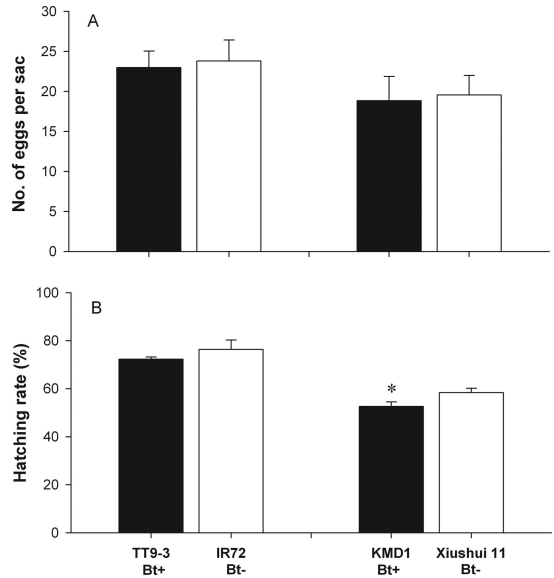 A
No. of eggs per sac
30
25
20
15
10
5
0
B
Hatching rate (%)
100
80
60
40
20
0
*
TT9-3 IR72 KMD1 Xiushui 11
Bt+ Bt- Bt+ Bt-